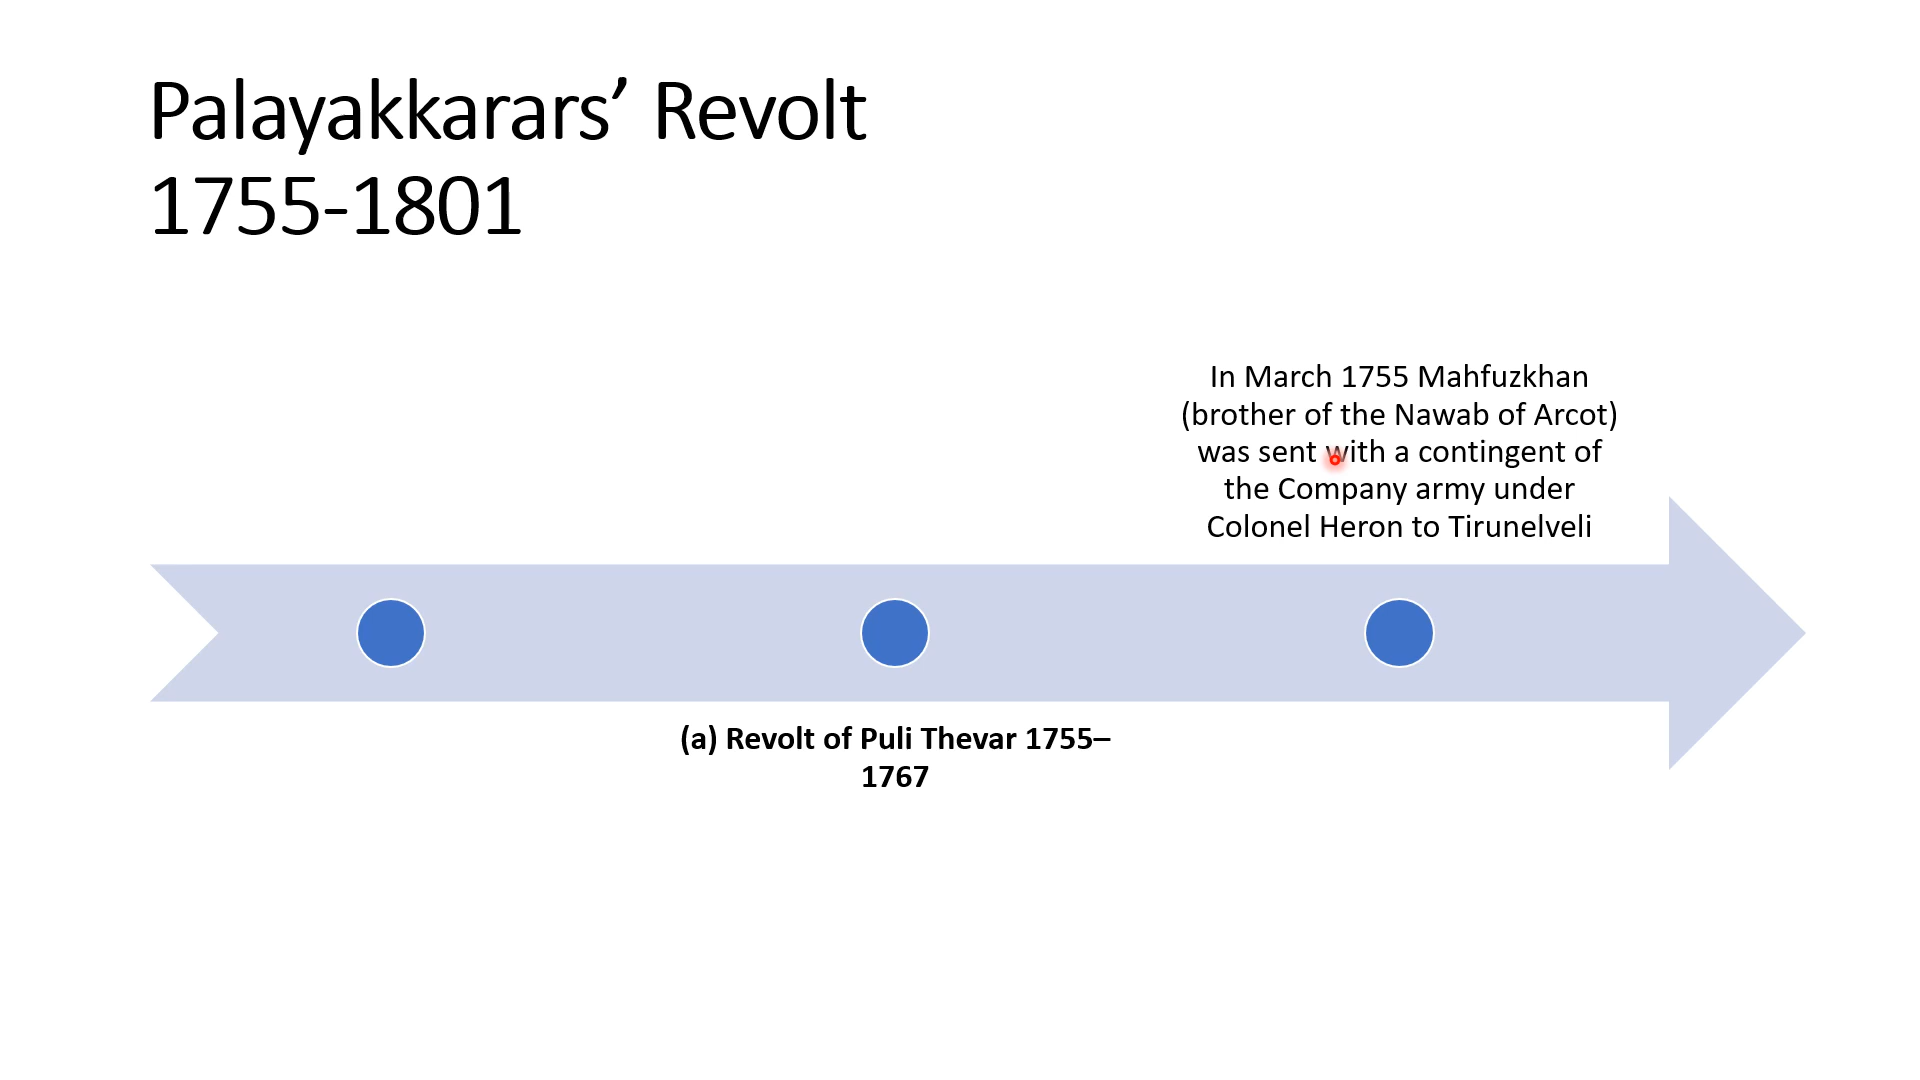 Palayakkarars’ Revolt
1755-1801
In March 1755 Mahfuzkhan
(brother of the Nawab of Arcot)
was sent with a contingent of
the Company army under
Colonel Heron to Tirunelveli
(a) Revolt of Puli Thevar 1755–
1767